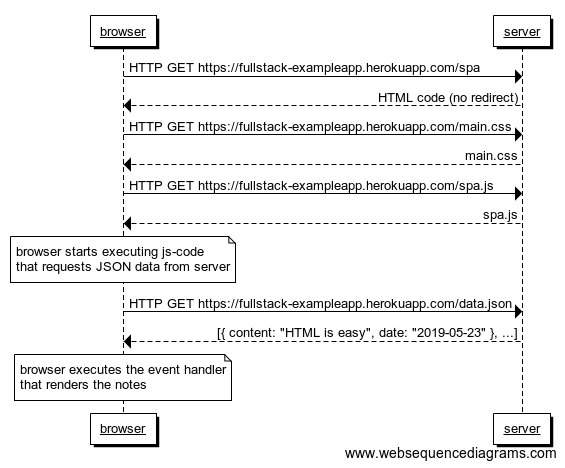 browser
server
HTTP GET https://fullstack-exampleapp.herokuapp.com/spa
HTML code (no redirect)
HTTP GET https://fullstack-exampleapp.herokuapp.com/main.css
main.css
HTTP GET https://fullstack-exampleapp.herokuapp.com/spa.js
spa.js
browser starts executing js-code
that requests JSON data from server
HTTP GET https://fullstack-exampleapp.herokuapp.com/data.json
[{ content: "HTML is easy", date: "2019-05-23" }, ...]
browser executes the event handler
that renders the notes
browser
server
www.websequencediagrams.com